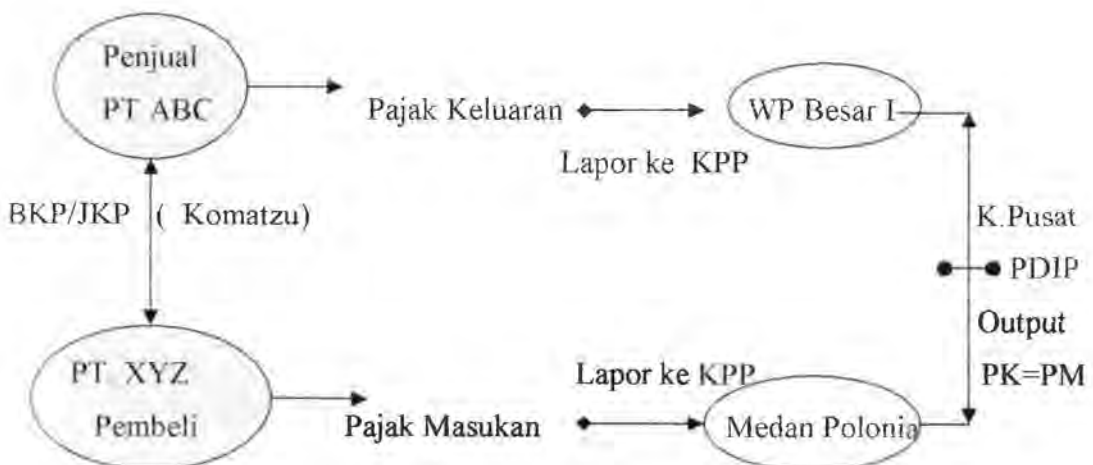 Penjual
PT ABC
Pajak Keluaran
WP Besar I
Lapor ke KPP
BKP/JKP ( Komatzu)
K.Pusat
PDIP
Output
PK=PM
PT XYZ
Pembeli
Lapor ke KPP
Pajak Masukan
Medan Polonia